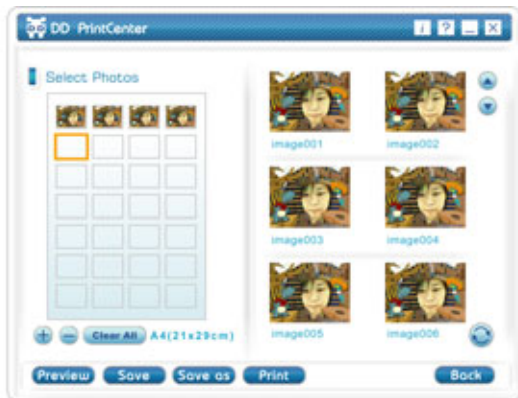 DD PrintCenter
i ? _ X
Select Photos
image001 image002
image003 image004
image005 image006
+ − Clear All A4(21x29cm)
Preview Save Save as Print Back